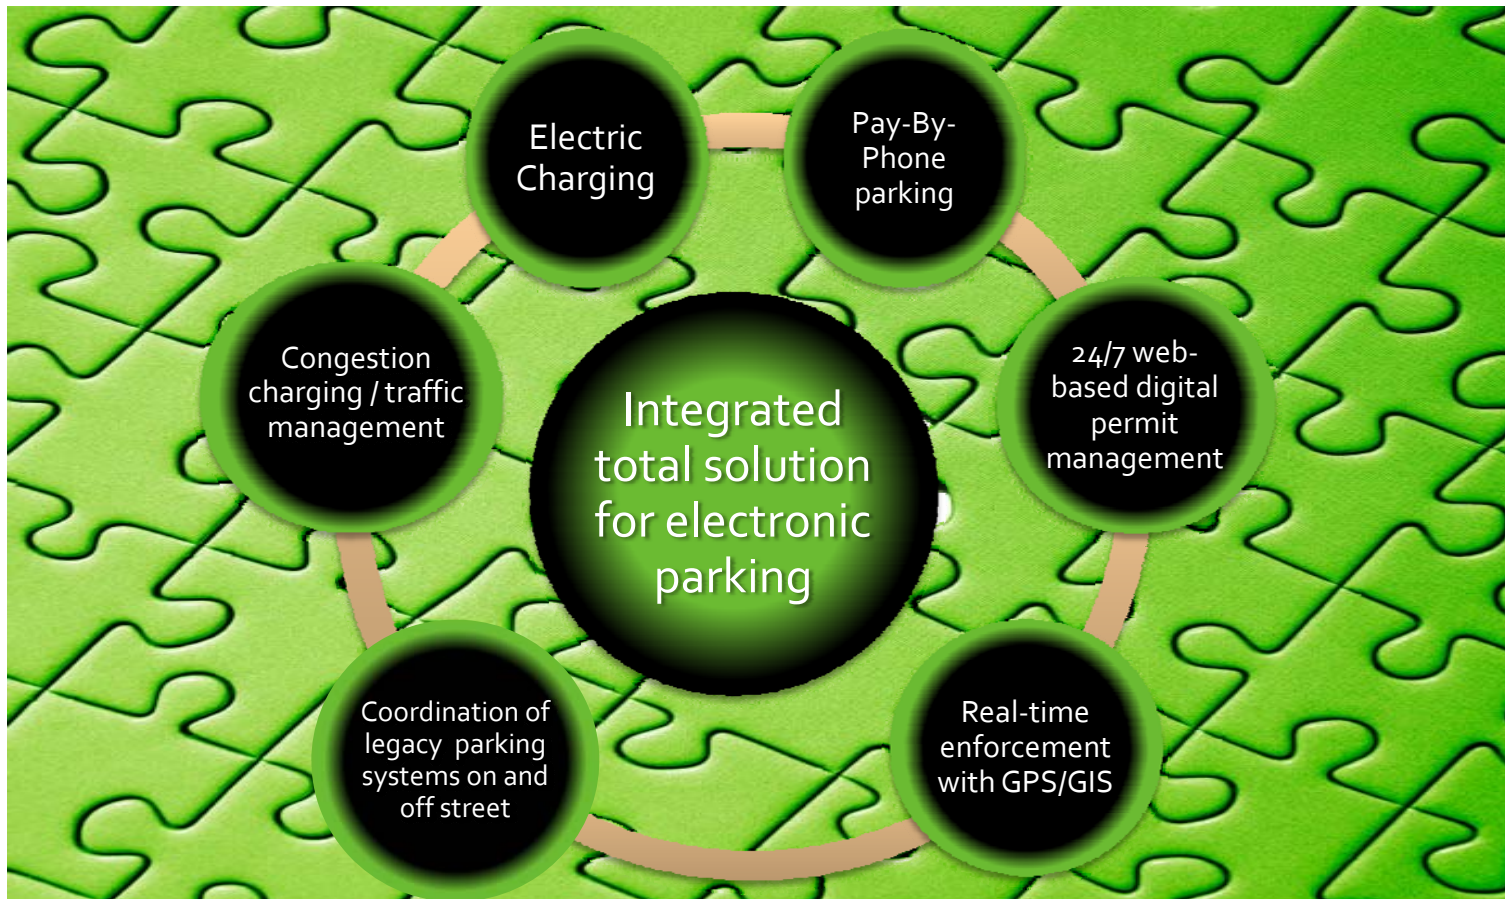 Electric
Charging
Pay-By-
Phone
parking
Congestion
charging / traffic
management
24/7 web-
based digital
permit
management
Integrated
total solution
for electronic
parking
Coordination of
legacy  parking
systems on and
off street
Real-time
enforcement
with GPS/GIS